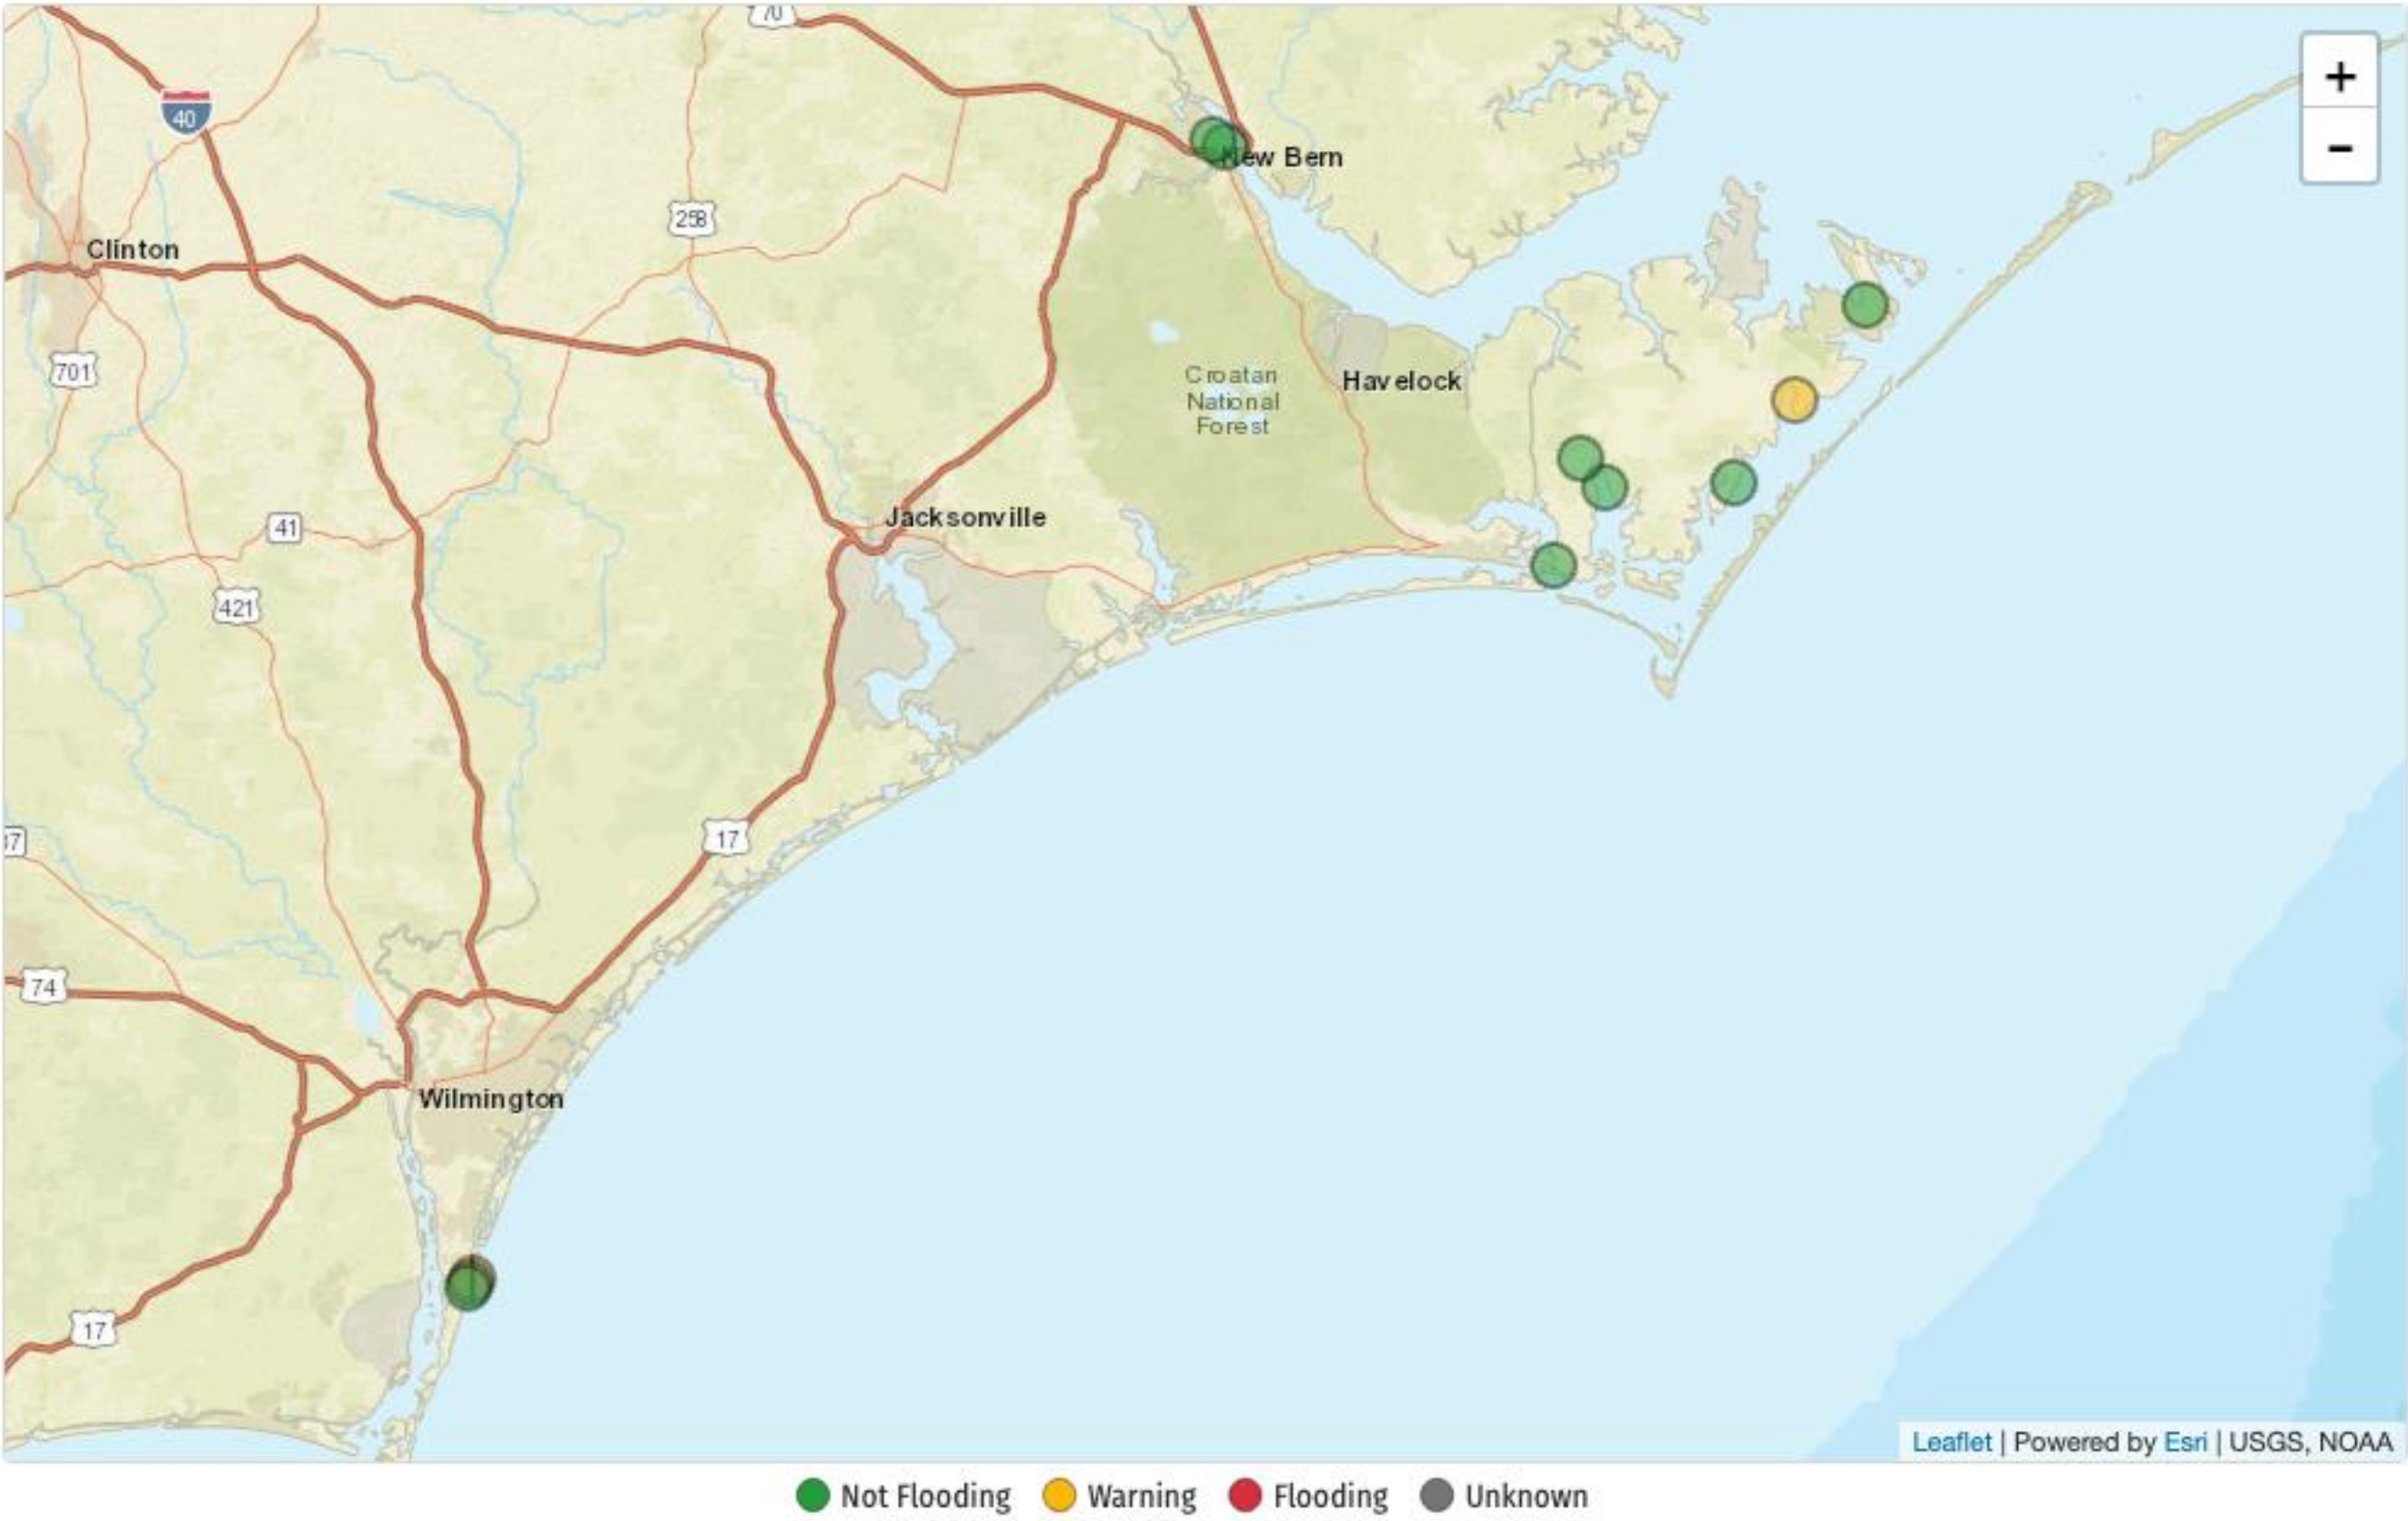 70
40
New Bern
258
Clinton
701
Croatan
National
Forest
Havelock
Jacksonville
41
421
17
74
Wilmington
17
+
−
Leaflet | Powered by Esri | USGS, NOAA
Not Flooding Warning Flooding Unknown